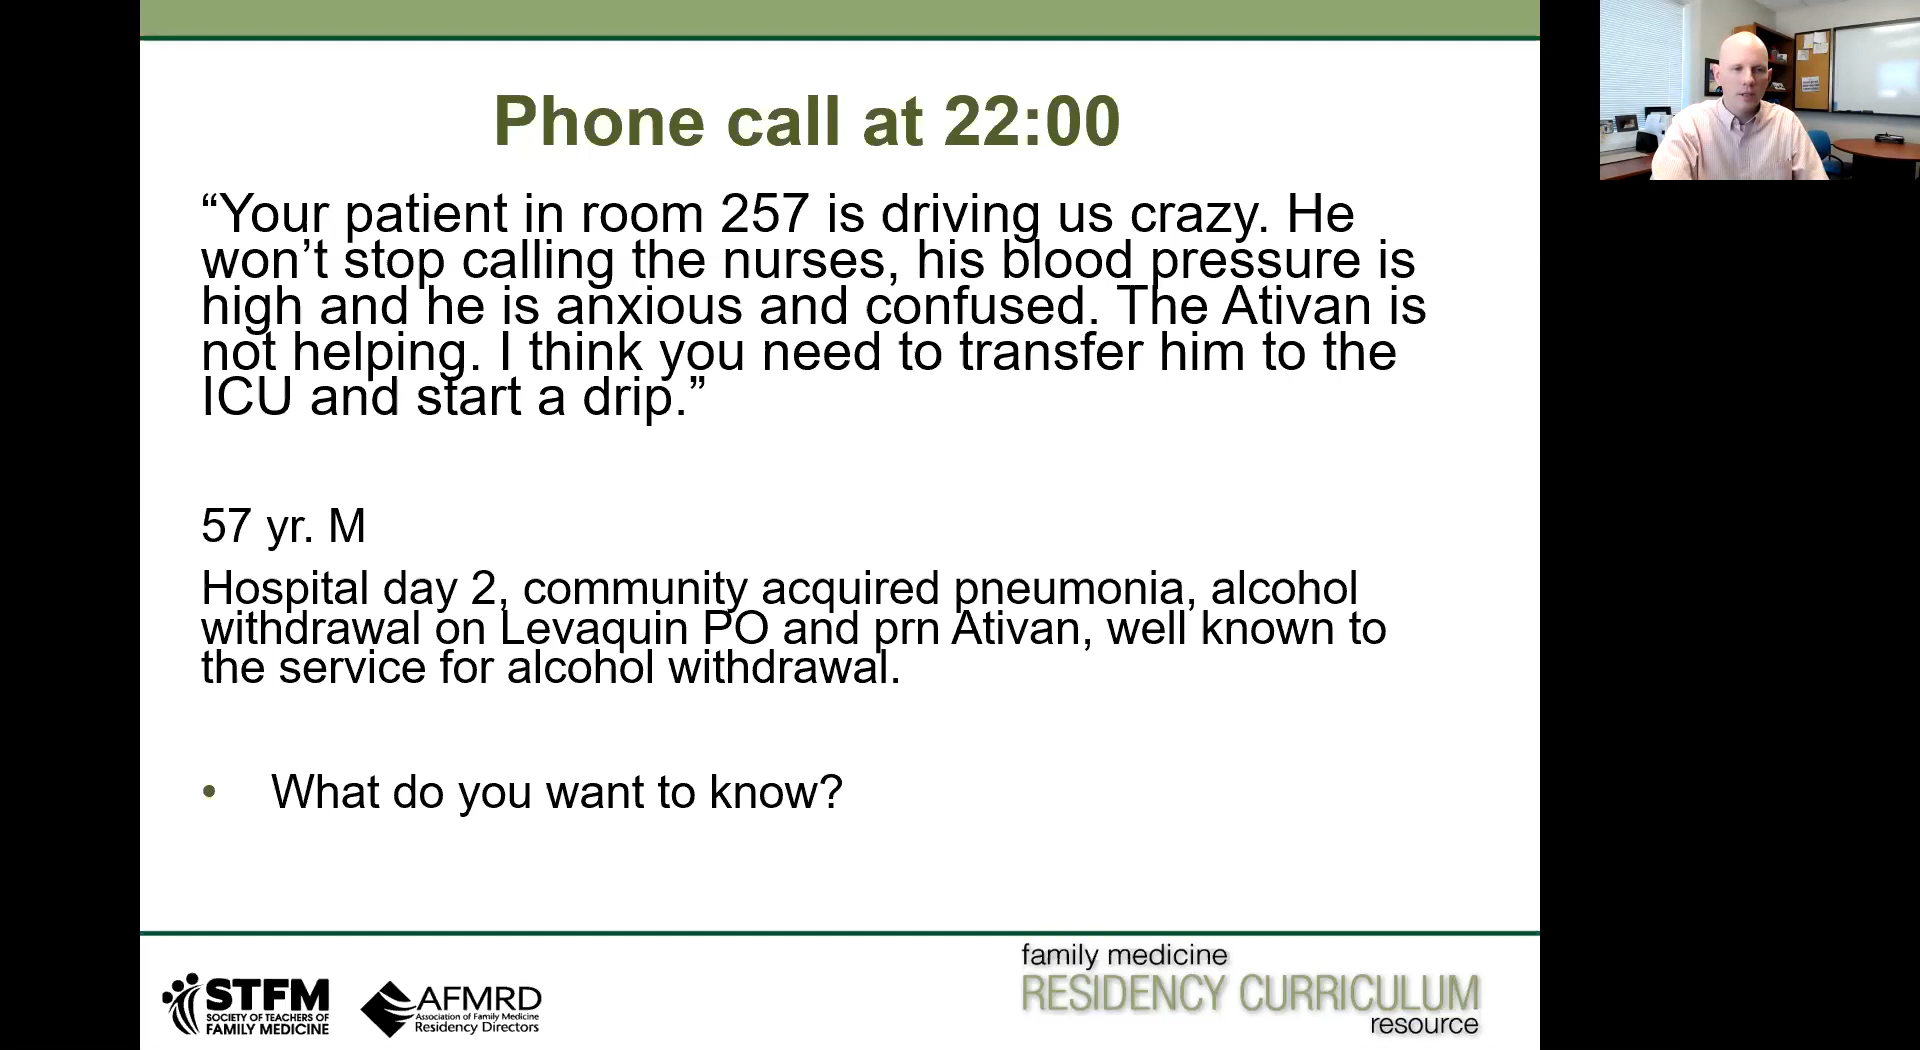 Phone call at 22:00
“Your patient in room 257 is driving us crazy. He
won’t stop calling the nurses, his blood pressure is
high and he is anxious and confused. The Ativan is
not helping. I think you need to transfer him to the
ICU and start a drip.”
57 yr. M
Hospital day 2, community acquired pneumonia, alcohol
withdrawal on Levaquin PO and prn Ativan, well known to
the service for alcohol withdrawal.
• What do you want to know?
STFM
SOCIETY OF TEACHERS OF
FAMILY MEDICINE
AFMRD
Association of Family Medicine
Residency Directors
family medicine
RESIDENCY CURRICULUM
resource